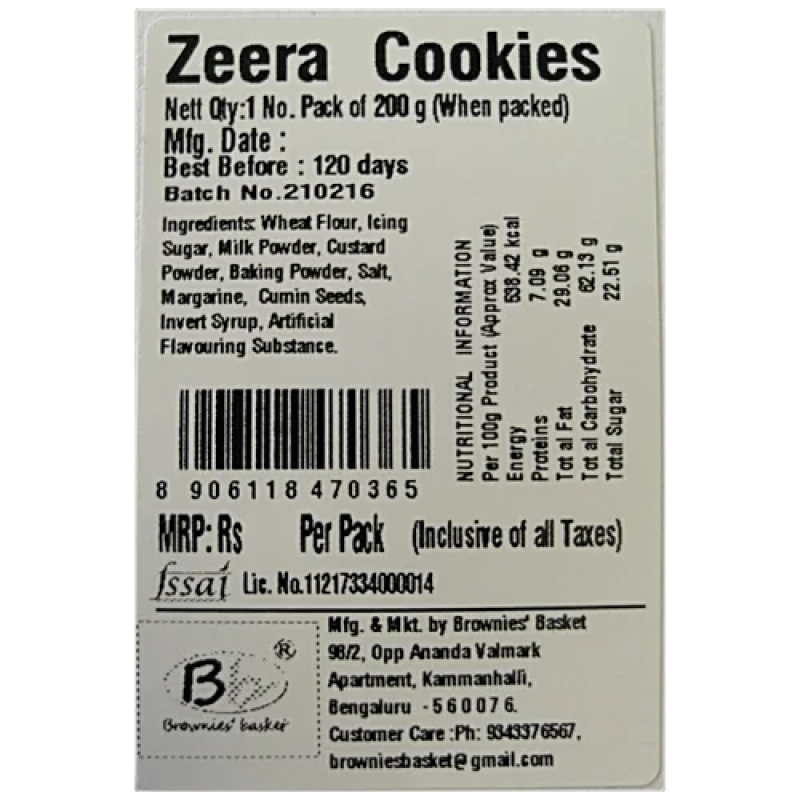 Zeera Cookies
Nett Qty:1 No. Pack of 200 g (When packed)
Mfg. Date :
Best Before : 120 days
Batch No.210216
Ingredients: Wheat Flour, Icing
Sugar, Milk Powder, Custard
Powder, Baking Powder, Salt,
Margarine, Cumin Seeds,
Invert Syrup, Artificial
Flavouring Substance.
NUTRITIONAL INFORMATION
Per 100g Product (Approx Value)
Energy 538.42 kcal
Proteins 7.09 g
Total Fat 29.06 g
Total Carbohydrate 62.13 g
Total Sugar 22.51 g
8 906118 470365
MRP: Rs Per Pack (Inclusive of all Taxes)
fssai Lic. No.11217334000014
Mfg. & Mkt. by Brownies' Basket
98/2, Opp Ananda Valmark
Apartment, Kammanhalli,
Bengaluru - 560076.
Customer Care :Ph: 9343376567,
browniesbasket@gmail.com
Bb ®
Brownies' basket